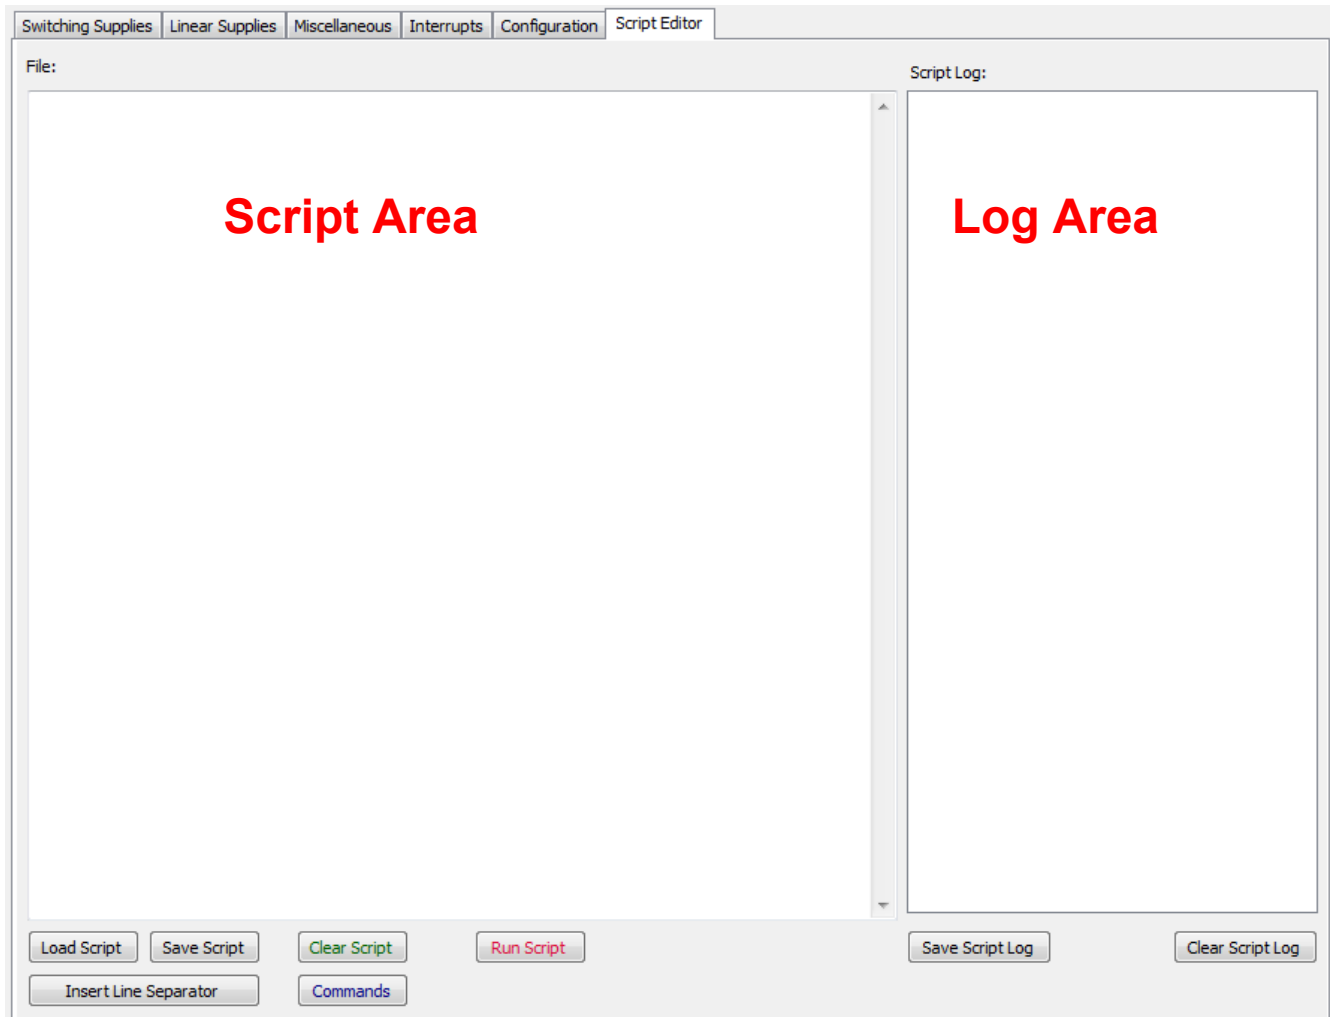 Switching Supplies Linear Supplies Miscellaneous Interrupts Configuration Script Editor
File:
Script Log:
Script Area
Log Area
Load Script Save Script Clear Script Run Script Save Script Log Clear Script Log
Insert Line Separator Commands